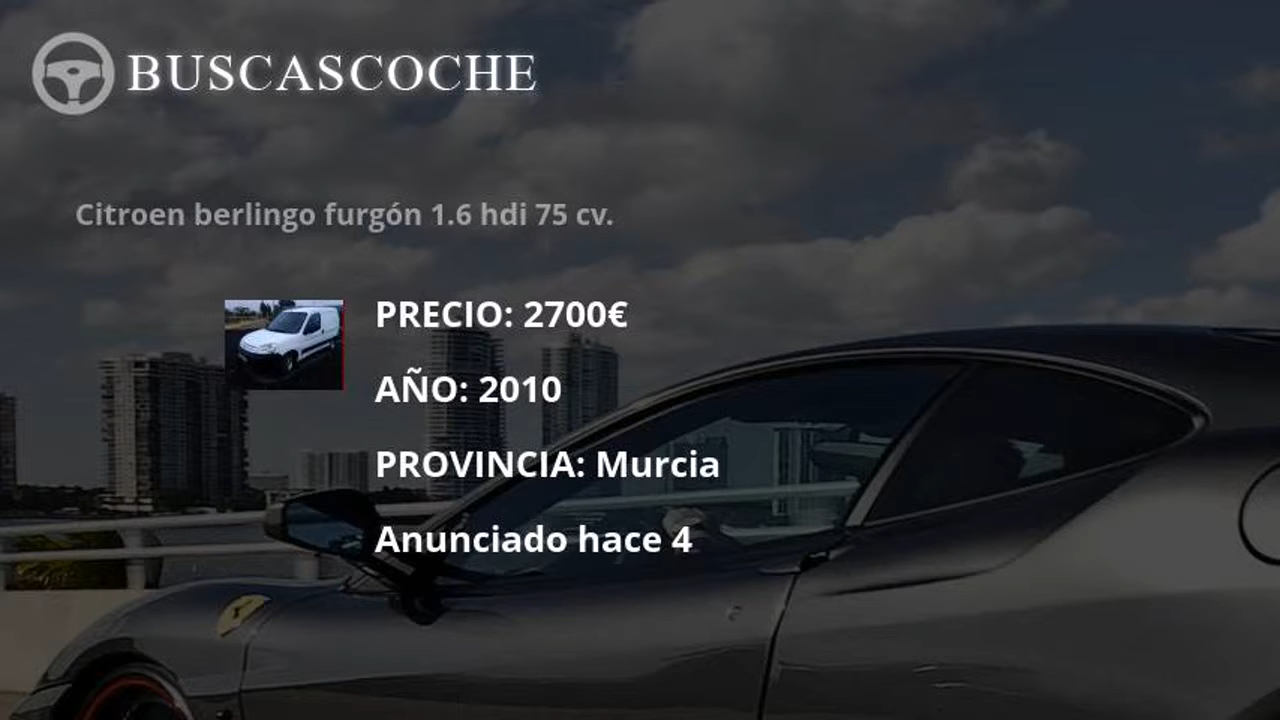 BUSCASCOCHE
Citroen berlingo furgón 1.6 hdi 75 cv.
PRECIO: 2700€
AÑO: 2010
PROVINCIA: Murcia
Anunciado hace 4